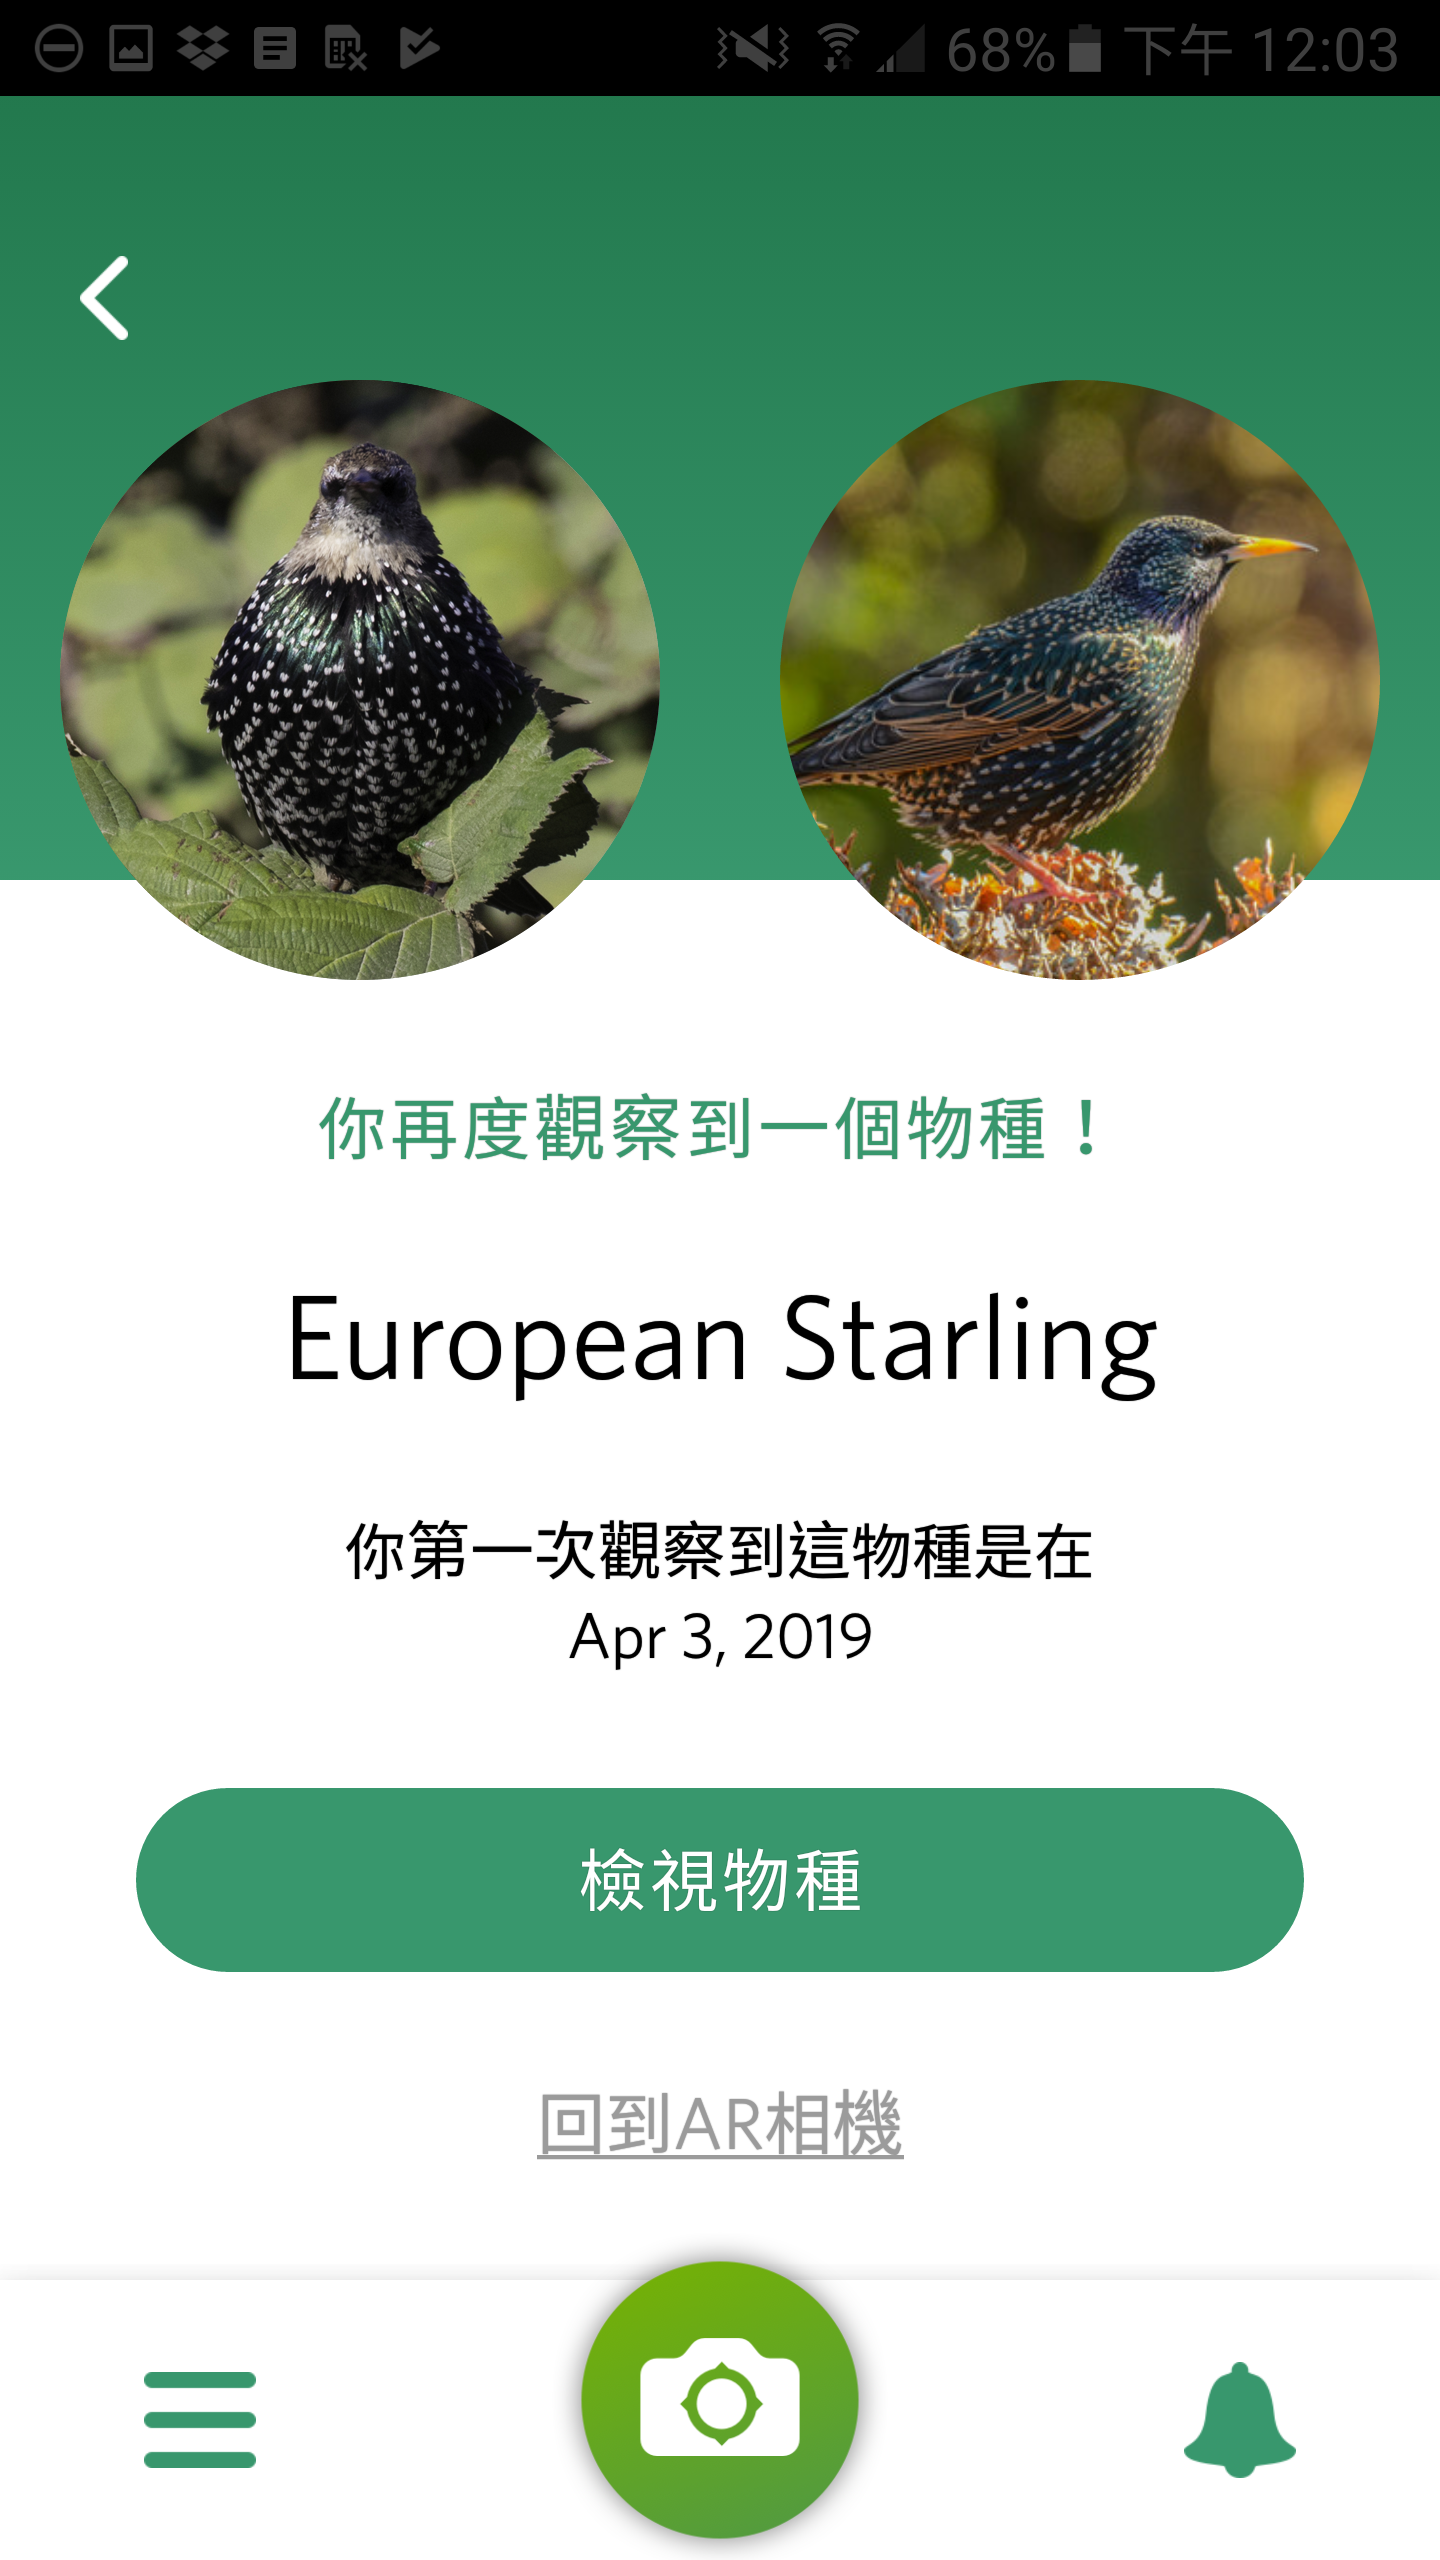 68% 下午 12:03
你再度觀察到一個物種！
European Starling
你第一次觀察到這物種是在
Apr 3, 2019
檢視物種
回到AR相機